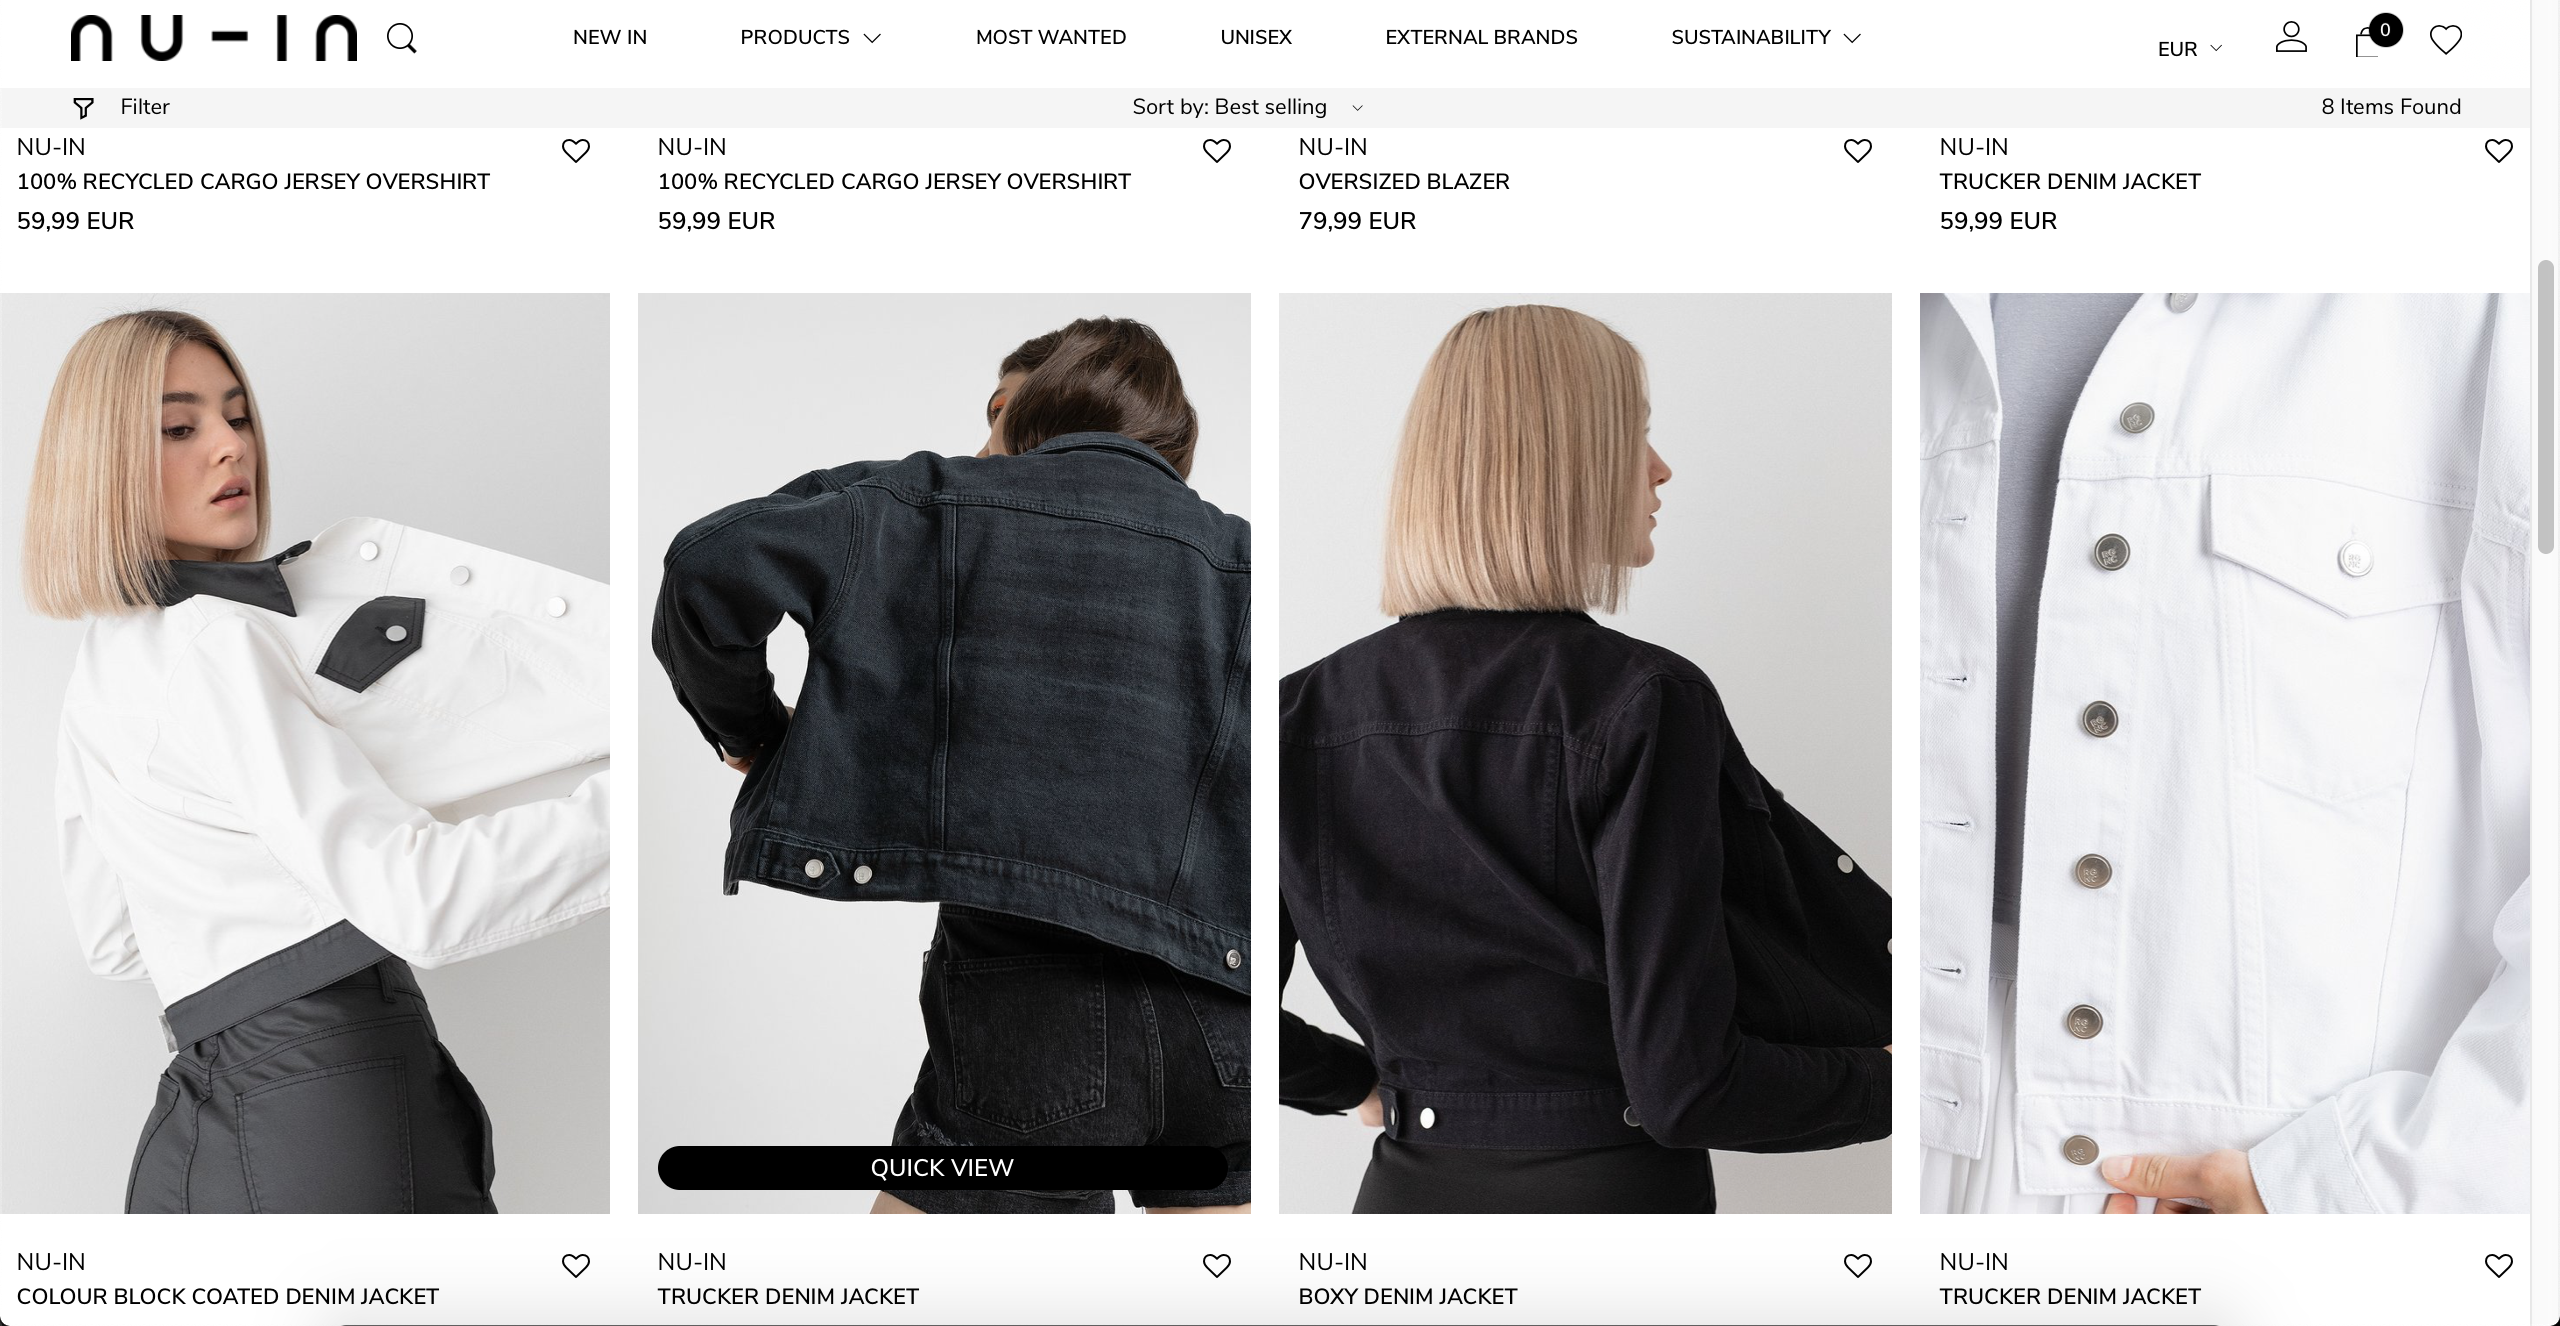 nu-in
NEW IN
PRODUCTS
MOST WANTED
UNISEX
EXTERNAL BRANDS
SUSTAINABILITY
EUR
0
Filter
Sort by: Best selling
8 Items Found
NU-IN
100% RECYCLED CARGO JERSEY OVERSHIRT
59,99 EUR
NU-IN
100% RECYCLED CARGO JERSEY OVERSHIRT
59,99 EUR
NU-IN
OVERSIZED BLAZER
79,99 EUR
NU-IN
TRUCKER DENIM JACKET
59,99 EUR
QUICK VIEW
NU-IN
COLOUR BLOCK COATED DENIM JACKET
NU-IN
TRUCKER DENIM JACKET
NU-IN
BOXY DENIM JACKET
NU-IN
TRUCKER DENIM JACKET